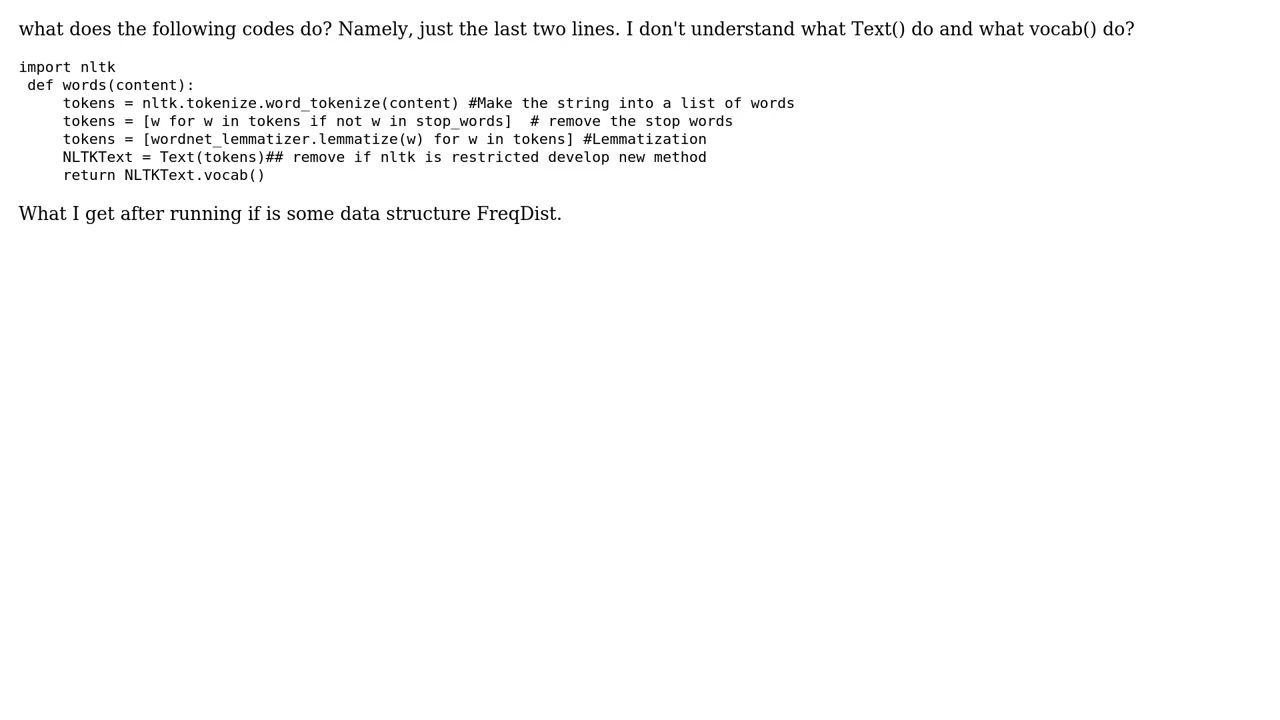 what does the following codes do? Namely, just the last two lines. I don't understand what Text() do and what vocab() do?
import nltk
 def words(content):
     tokens = nltk.tokenize.word_tokenize(content) #Make the string into a list of words
     tokens = [w for w in tokens if not w in stop_words]  # remove the stop words
     tokens = [wordnet_lemmatizer.lemmatize(w) for w in tokens] #Lemmatization
     NLTKText = Text(tokens)## remove if nltk is restricted develop new method
     return NLTKText.vocab()
What I get after running if is some data structure FreqDist.